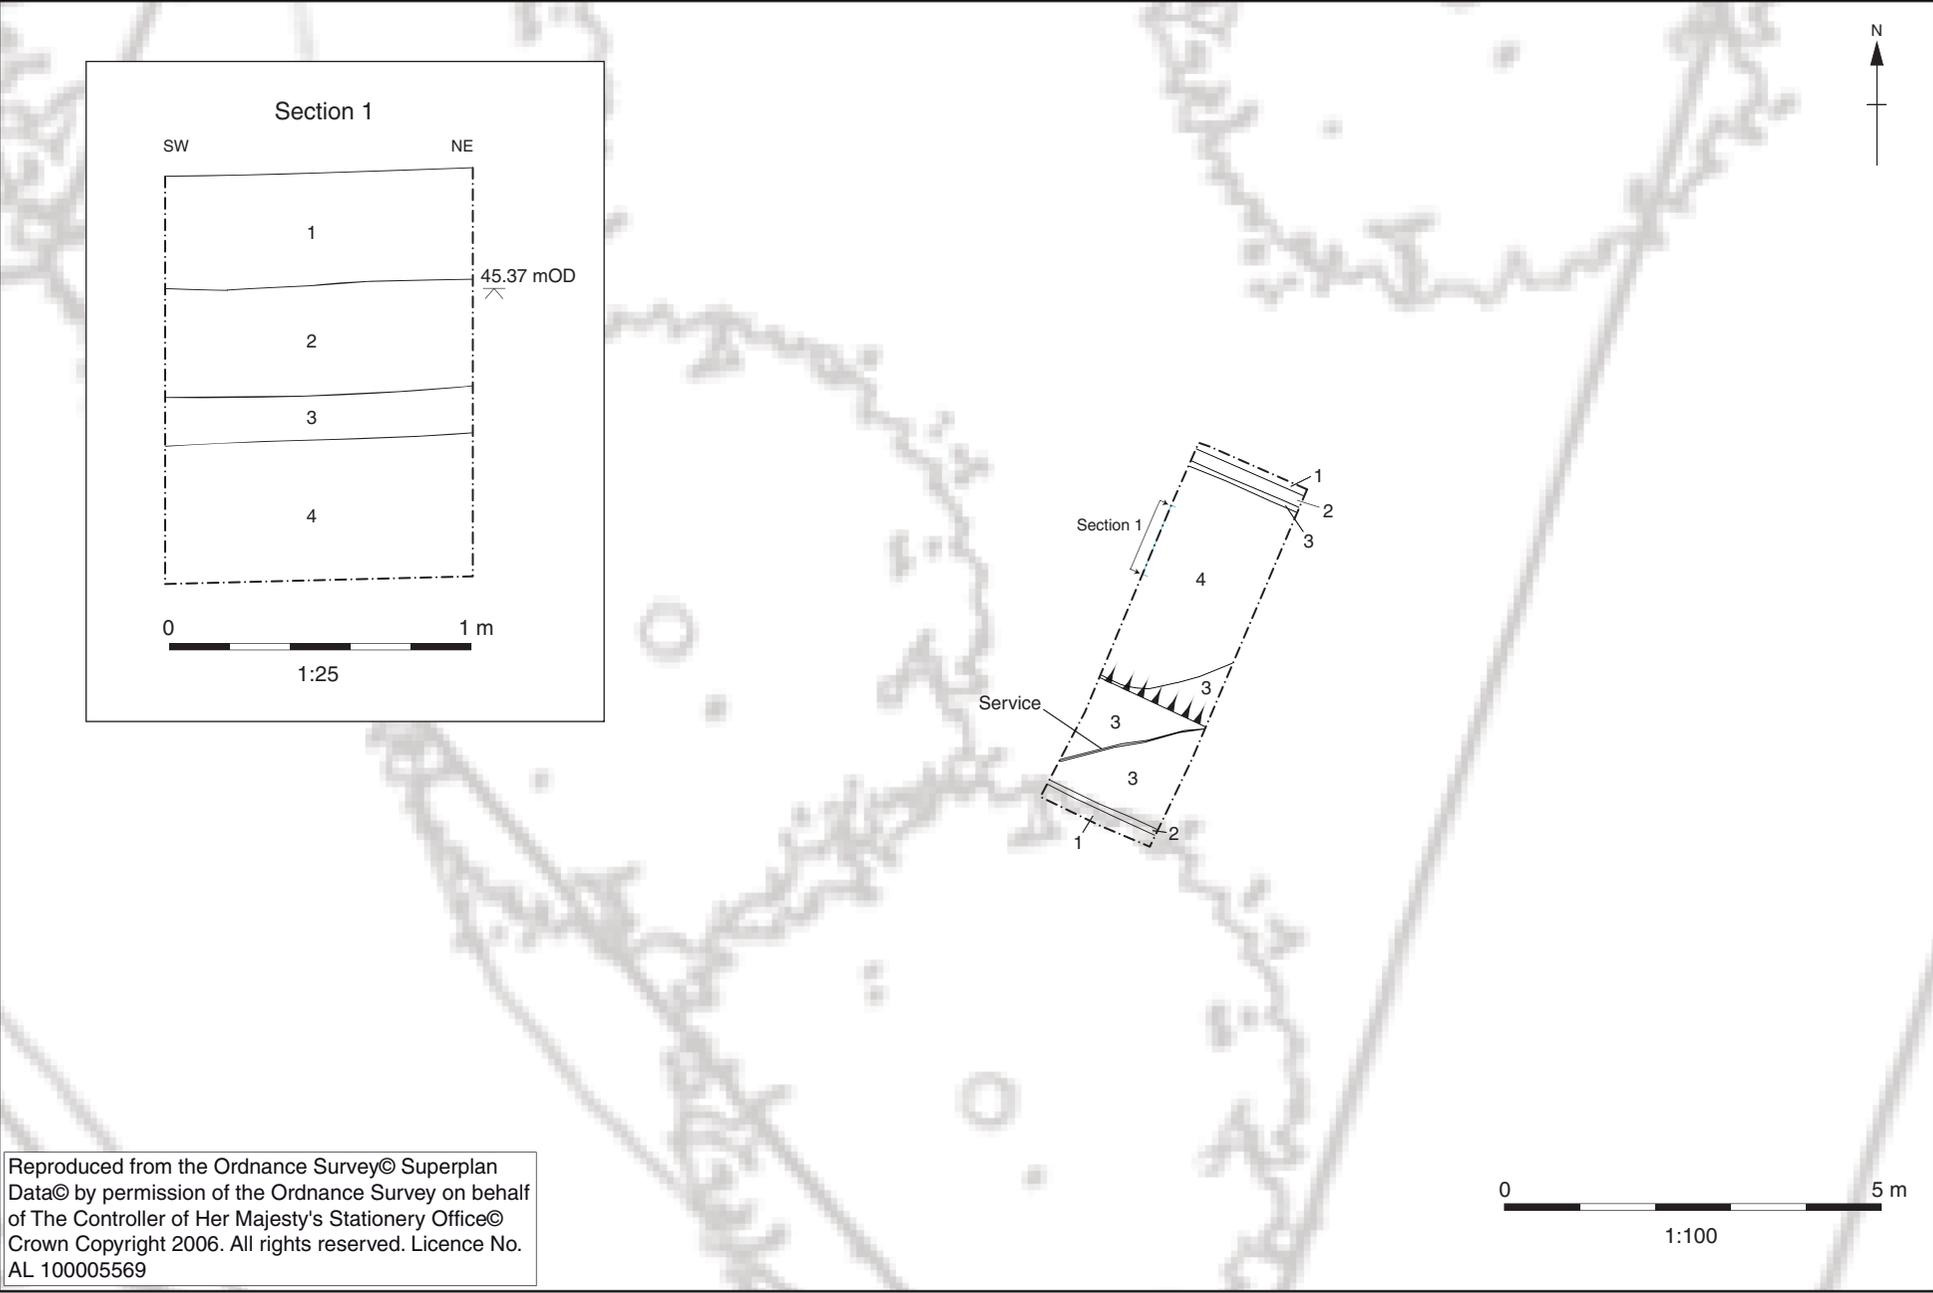 Section 1
SW NE
1
45.37 mOD
2
3
4
0 1 m
1:25
N
1
2
3
Section 1
4
3
Service
3
3
2
1
Reproduced from the Ordnance Survey© Superplan
Data© by permission of the Ordnance Survey on behalf
of The Controller of Her Majesty's Stationery Office©
Crown Copyright 2006. All rights reserved. Licence No.
AL 100005569
0 5 m
1:100